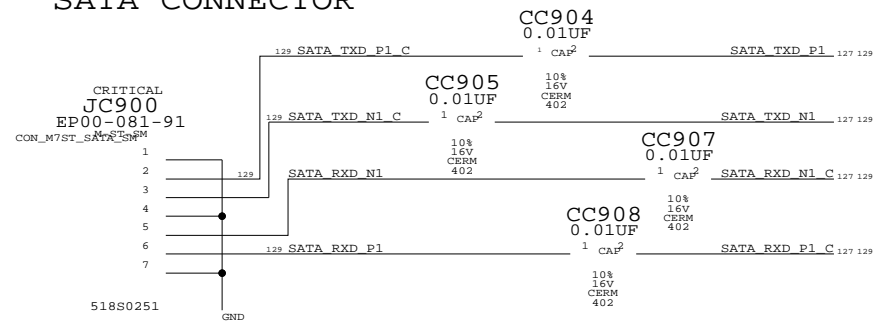 SATA CONNECTOR
CC904
0.01UF
129 SATA_TXD_P1_C
1 CAP 2
SATA_TXD_P1 127 129
10%
16V
CERM
402
CC905
0.01UF
129 SATA_TXD_N1_C
1 CAP 2
SATA_TXD_N1 127 129
10%
16V
CERM
402
CRITICAL
JC900
EP00-081-91
M-ST-SM
CON_M7ST_SATA_SM
1
2
3
4
5
6
7
518S0251
GND
CC907
0.01UF
129 SATA_RXD_N1
1 CAP 2
SATA_RXD_N1_C 127 129
10%
16V
CERM
402
CC908
0.01UF
129 SATA_RXD_P1
1 CAP 2
SATA_RXD_P1_C 127 129
10%
16V
CERM
402